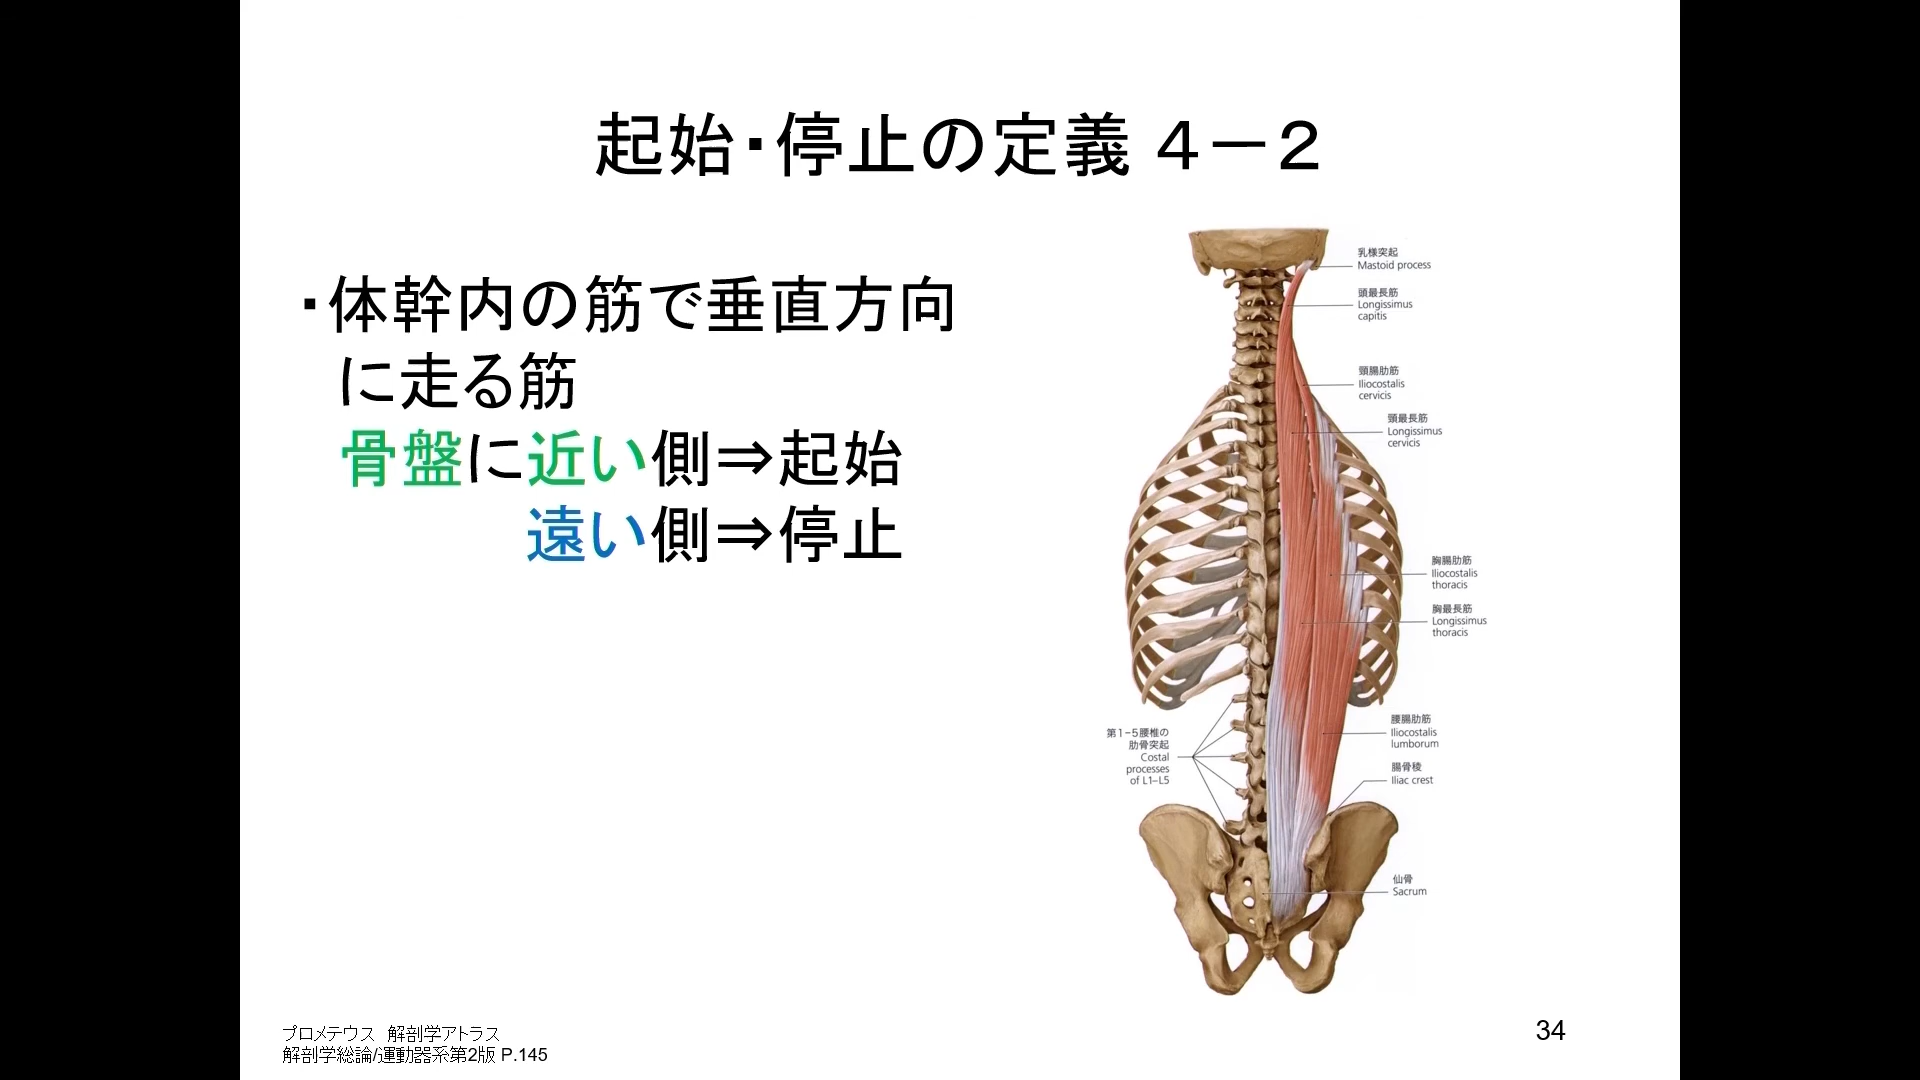 起始・停止の定義 ４－２
・体幹内の筋で垂直方向
に走る筋
骨盤に近い側⇒起始
遠い側⇒停止
乳様突起
Mastoid process
頭最長筋
Longissimus
capitis
頸腸肋筋
Iliocostalis
cervicis
頸最長筋
Longissimus
cervicis
胸腸肋筋
Iliocostalis
thoracis
胸最長筋
Longissimus
thoracis
腰腸肋筋
Iliocostalis
lumborum
腸骨稜
Iliac crest
第1-5腰椎の
肋骨突起
Costal
processes
of L1–L5
仙骨
Sacrum
プロメテウス　解剖学アトラス
解剖学総論/運動器系第2版 P.145
34